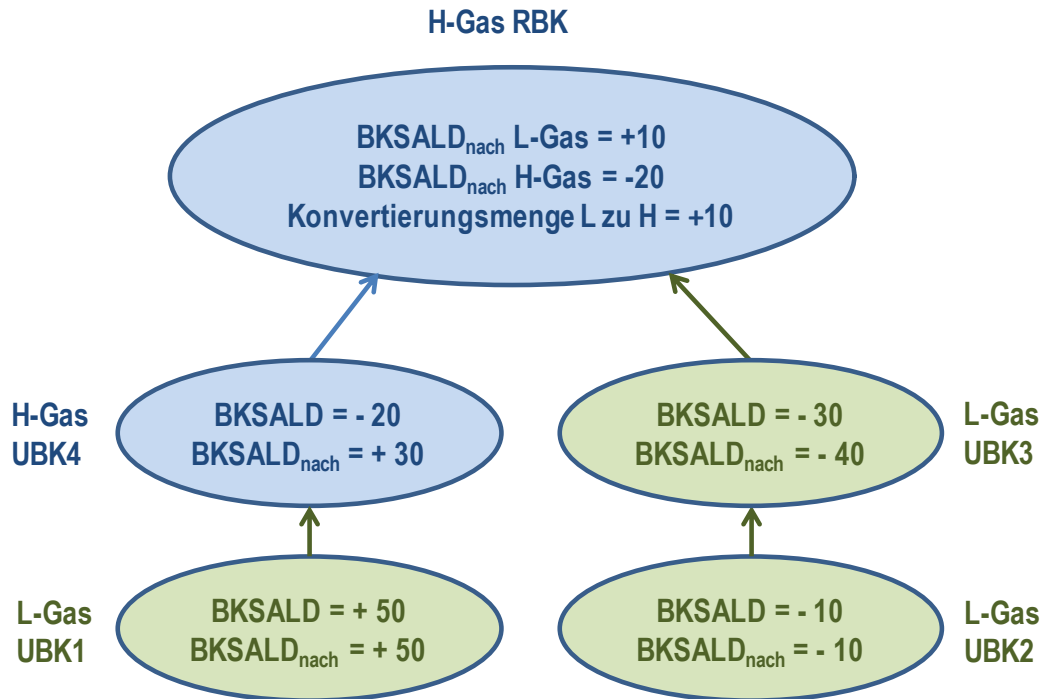 H-Gas RBK
BKSALDnach L-Gas = +10
BKSALDnach H-Gas = -20
Konvertierungsmenge L zu H = +10
H-Gas
UBK4
BKSALD = - 20
BKSALDnach = + 30
BKSALD = - 30
BKSALDnach = - 40
L-Gas
UBK3
L-Gas
UBK1
BKSALD = + 50
BKSALDnach = + 50
BKSALD = - 10
BKSALDnach = - 10
L-Gas
UBK2